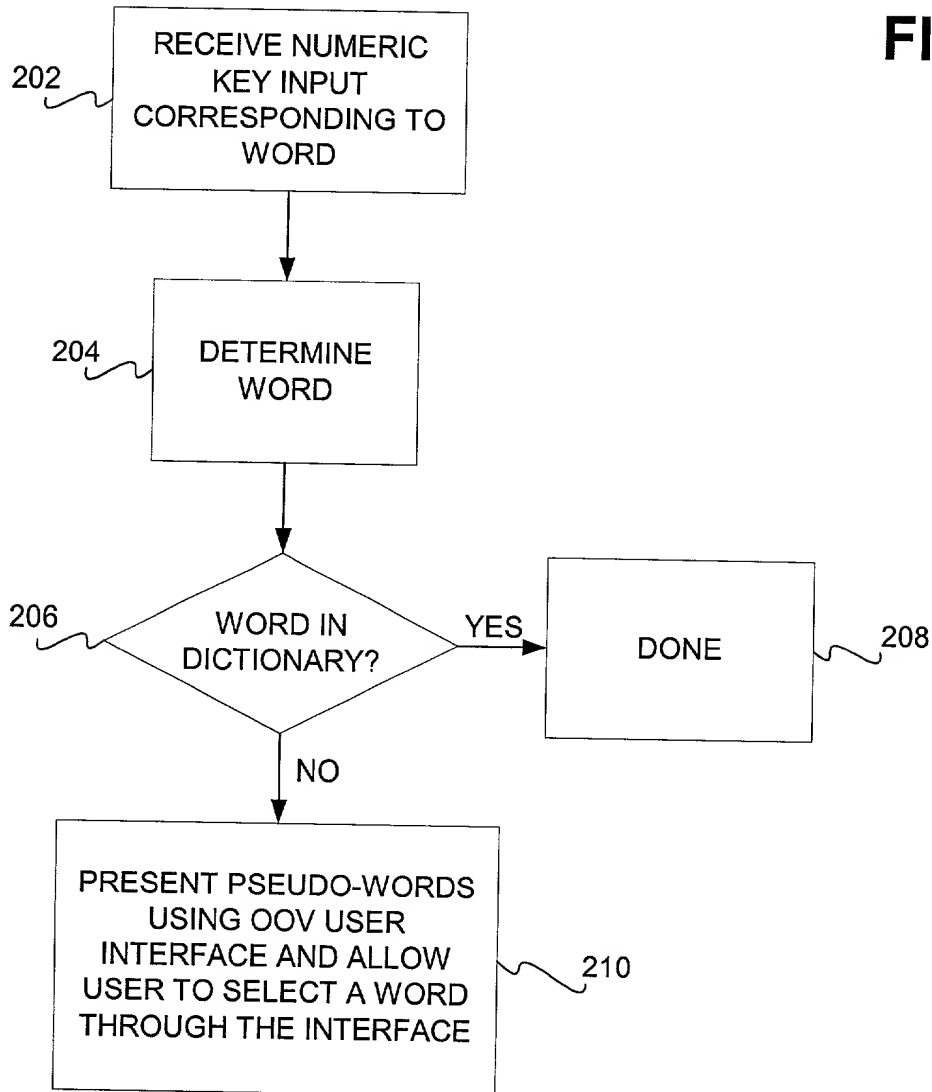 FI
202
RECEIVE NUMERIC
KEY INPUT
CORRESPONDING TO
WORD
204
DETERMINE
WORD
206
WORD IN
DICTIONARY?
YES
DONE
208
NO
PRESENT PSEUDO-WORDS
USING OOV USER
INTERFACE AND ALLOW
USER TO SELECT A WORD
THROUGH THE INTERFACE
210